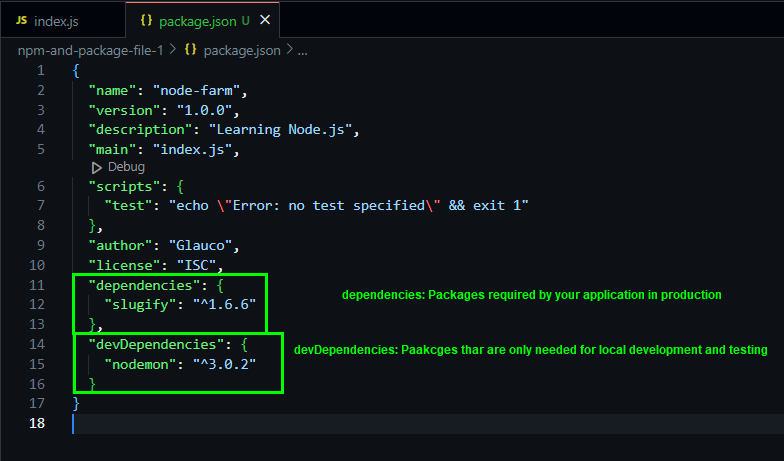 JS index.js
{} package.json U ×
npm-and-package-file-1 > {} package.json > ...
1 {
2 "name": "node-farm",
3 "version": "1.0.0",
4 "description": "Learning Node.js",
5 "main": "index.js",
Debug
6 "scripts": {
7 "test": "echo \"Error: no test specified\" && exit 1"
8 },
9 "author": "Glauco",
10 "license": "ISC",
11 "dependencies": {
12 "slugify": "^1.6.6"
dependencies: Packages required by your application in production
13 },
14 "devDependencies": {
devDependencies: Paakcges thar are only needed for local development and testing
15 "nodemon": "^3.0.2"
16 }
17 }
18